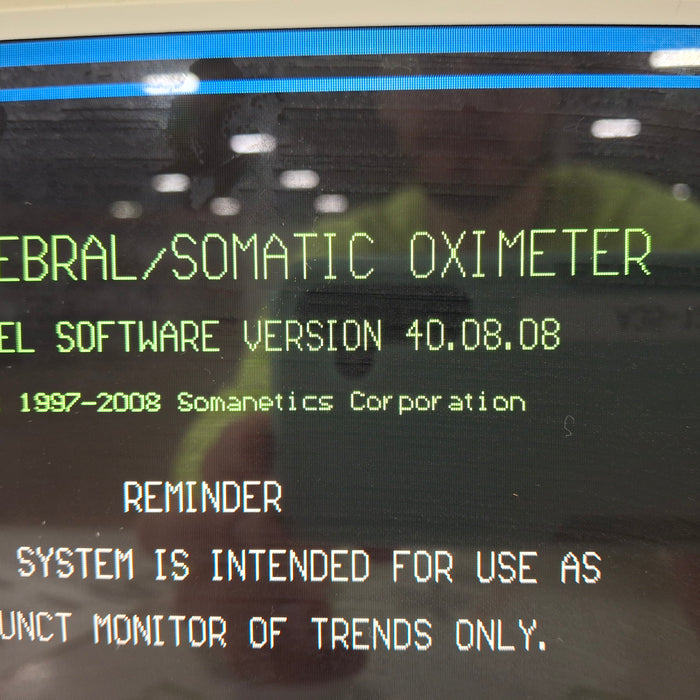 EBRAL/SOMATIC OXIMETER
EL SOFTWARE VERSION 40.08.08
1997-2008 Somanetics Corporation
REMINDER
SYSTEM IS INTENDED FOR USE AS
UNCT MONITOR OF TRENDS ONLY.